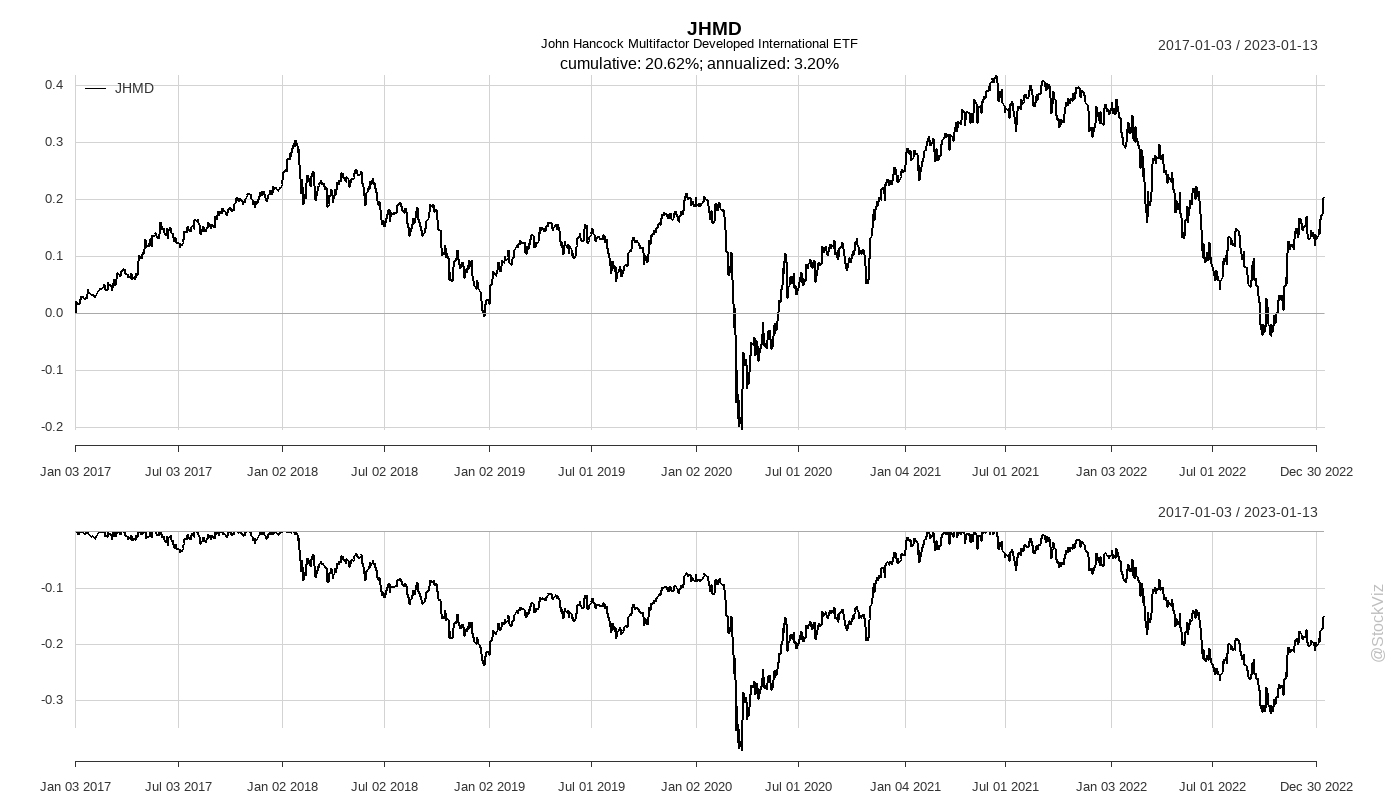 JHMD
John Hancock Multifactor Developed International ETF
2017-01-03 / 2023-01-13
cumulative: 20.62%; annualized: 3.20%
JHMD
0.4
0.3
0.2
0.1
0.0
-0.1
-0.2
Jan 03 2017 Jul 03 2017 Jan 02 2018 Jul 02 2018 Jan 02 2019 Jul 01 2019 Jan 02 2020 Jul 01 2020 Jan 04 2021 Jul 01 2021 Jan 03 2022 Jul 01 2022 Dec 30 2022
2017-01-03 / 2023-01-13
-0.1
-0.2
-0.3
Jan 03 2017 Jul 03 2017 Jan 02 2018 Jul 02 2018 Jan 02 2019 Jul 01 2019 Jan 02 2020 Jul 01 2020 Jan 04 2021 Jul 01 2021 Jan 03 2022 Jul 01 2022 Dec 30 2022
@StockViz